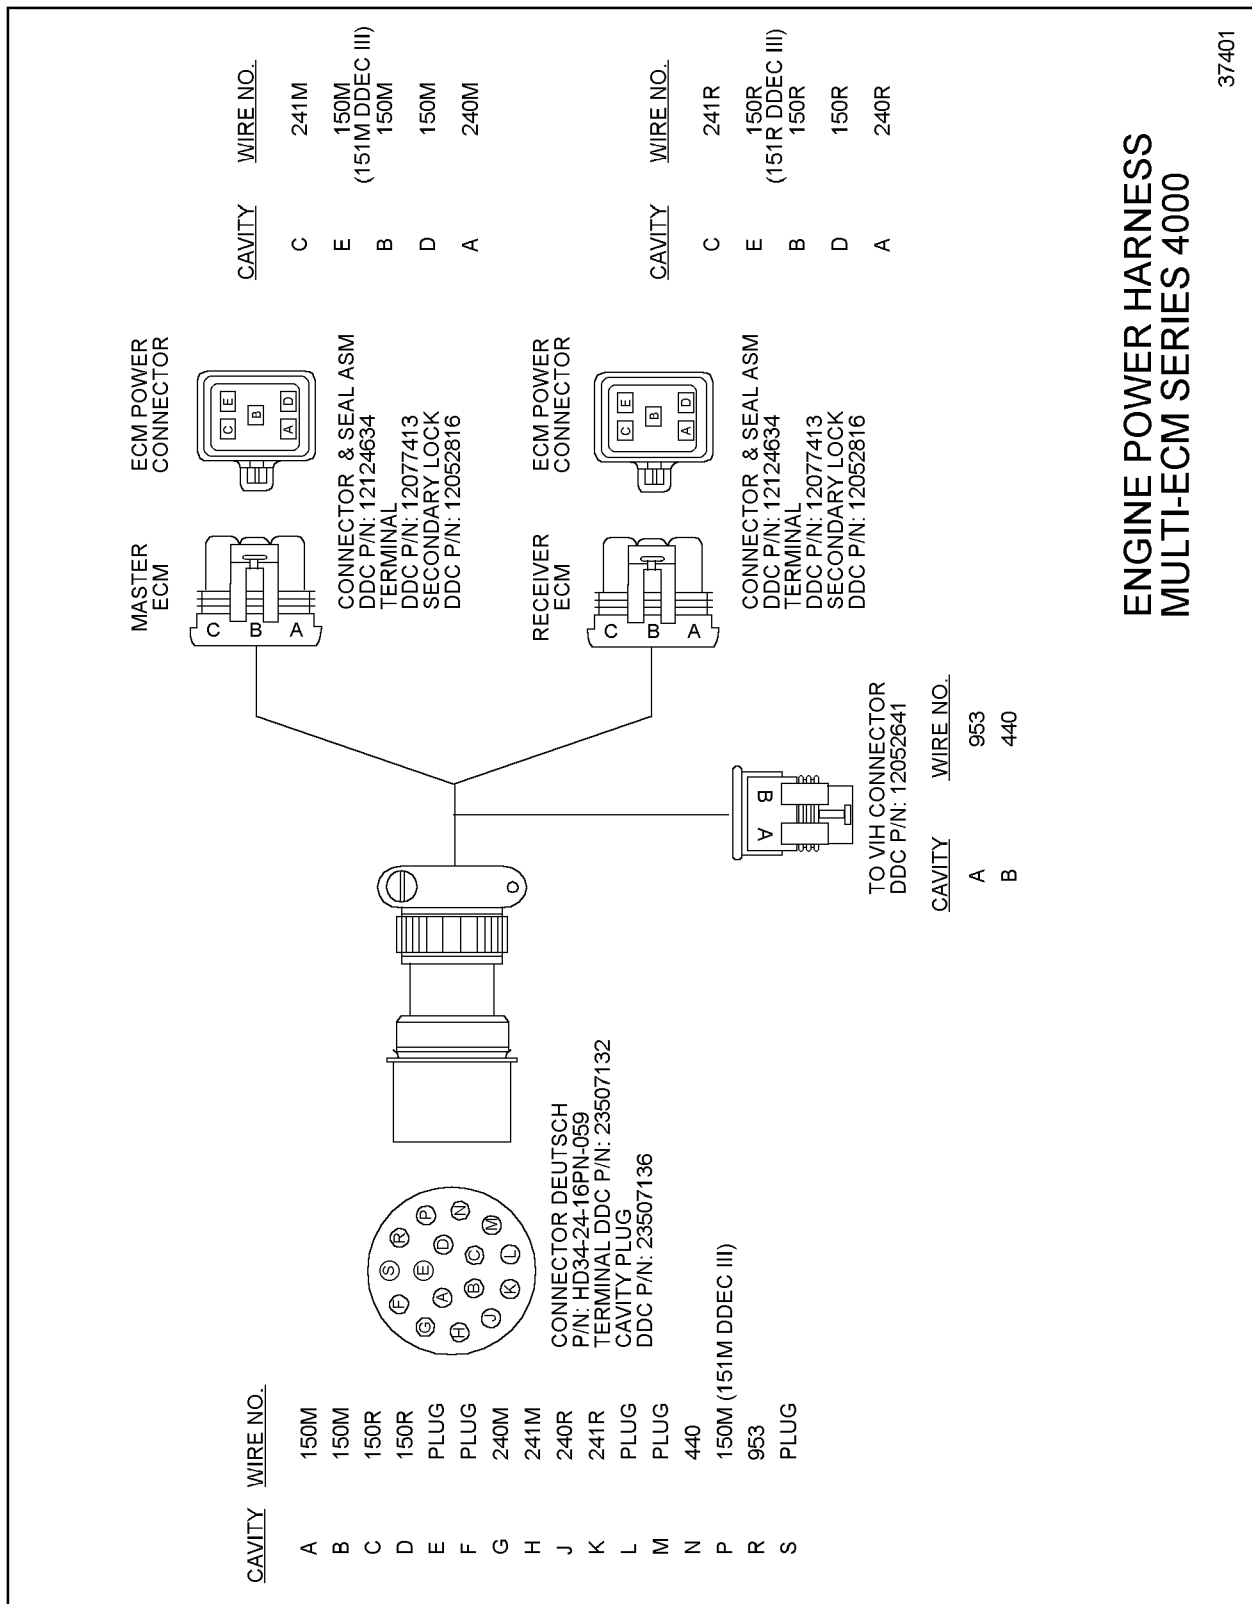 CAVITY WIRE NO.
A 150M
B 150M
C 150R
D 150R
E PLUG
F PLUG
G 240M
H 241M
J 240R
K 241R
L PLUG
M PLUG
N 440
P 150M (151M DDEC III)
R 953
S PLUG
S
F R
G E P
A D
H N
B C
J M
K L
CONNECTOR DEUTSCH
P/N: HD34-24-16PN-059
TERMINAL DDC P/N: 23507132
CAVITY PLUG
DDC P/N: 23507136
MASTER
ECM
C
B
A
ECM POWER
CONNECTOR
C E
B
A D
CONNECTOR & SEAL ASM
DDC P/N: 12124634
TERMINAL
DDC P/N: 12077413
SECONDARY LOCK
DDC P/N: 12052816
CAVITY WIRE NO.
C 241M
E 150M
(151M DDEC III)
B 150M
D 150M
A 240M
RECEIVER
ECM
C
B
A
ECM POWER
CONNECTOR
C E
B
A D
CONNECTOR & SEAL ASM
DDC P/N: 12124634
TERMINAL
DDC P/N: 12077413
SECONDARY LOCK
DDC P/N: 12052816
CAVITY WIRE NO.
C 241R
E 150R
(151R DDEC III)
B 150R
D 150R
A 240R
A B
TO VIH CONNECTOR
DDC P/N: 12052641
CAVITY WIRE NO.
A 953
B 440
ENGINE POWER HARNESS
MULTI-ECM SERIES 4000
37401